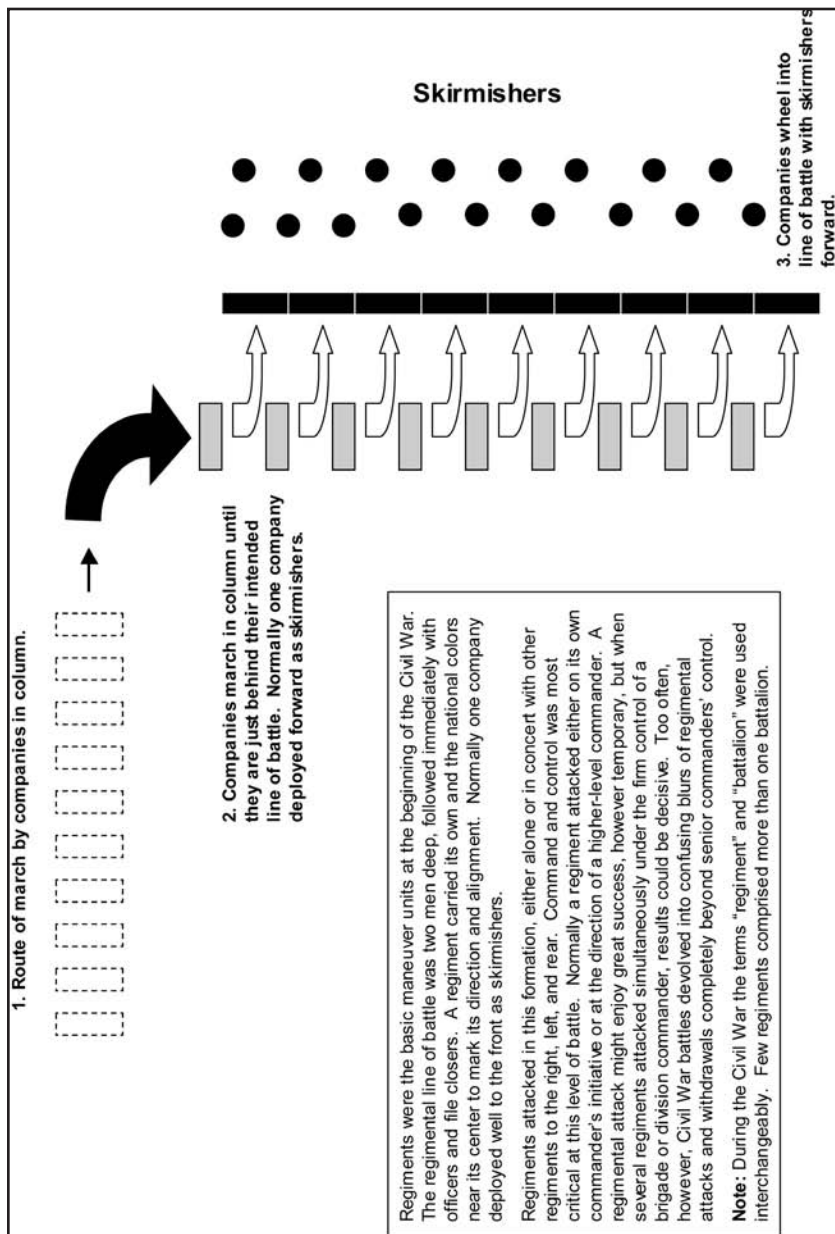 1. Route of march by companies in column.
2. Companies march in column until
they are just behind their intended
line of battle. Normally one company
deployed forward as skirmishers.
Skirmishers
3. Companies wheel into
line of battle with skirmishers
forward.
Regiments were the basic maneuver units at the beginning of the Civil War.
The regimental line of battle was two men deep, followed immediately with
officers and file closers. A regiment carried its own and the national colors
near its center to mark its direction and alignment. Normally one company
deployed well to the front as skirmishers.
Regiments attacked in this formation, either alone or in concert with other
regiments to the right, left, and rear. Command and control was most
critical at this level of battle. Normally a regiment attacked either on its own
commander's initiative or at the direction of a higher-level commander. A
regimental attack might enjoy great success, however temporary, but when
several regiments attacked simultaneously under the firm control of a
brigade or division commander, results could be decisive. Too often,
however, Civil War battles devolved into confusing blurs of regimental
attacks and withdrawals completely beyond senior commanders' control.
Note: During the Civil War the terms "regiment" and "battalion" were used
interchangeably. Few regiments comprised more than one battalion.